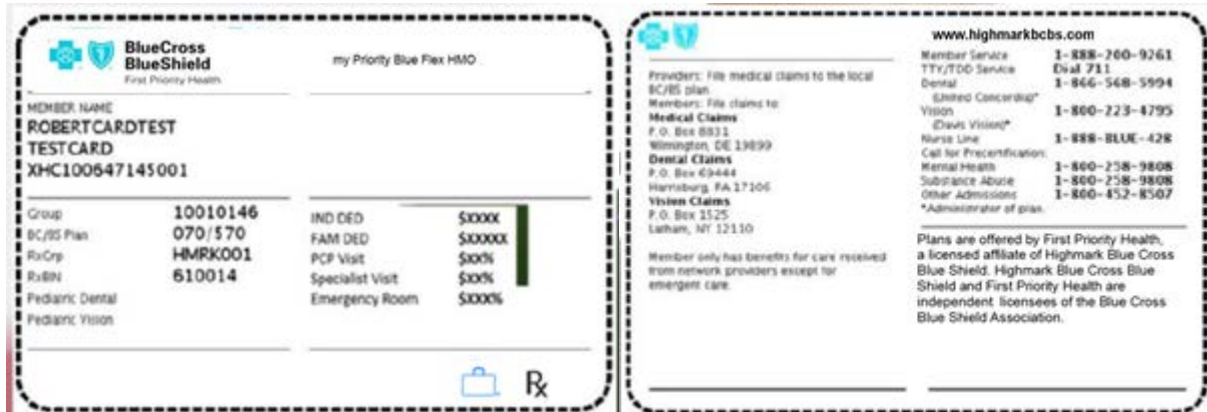 BlueCross
BlueShield
First Priority Health
my Priority Blue Flex HMO
MEMBER NAME
ROBERTCARDTEST
TESTCARD
XHC100647145001
Group 10010146
BC/BS Plan 070/570
RxGrp HMRK001
RxBIN 610014
Pediatric Dental
Pediatric Vision
IND DED $XXXX
FAM DED $XXXXX
PCP Visit $XX%
Specialist Visit $XX%
Emergency Room $XXX%
Rx
Providers: File medical claims to the local
BC/BS plan.
Members: File claims to:
Medical Claims
P.O. Box 8831
Wilmington, DE 19899
Dental Claims
P.O. Box 69444
Harrisburg, PA 17106
Vision Claims
P.O. Box 1525
Latham, NY 12110
Member only has benefits for care received
from network providers except for
emergent care.
www.highmarkbcbs.com
Member Service 1-888-200-9261
TTY/TDD Service Dial 711
Dental 1-866-568-5994
(United Concordia)*
Vision 1-800-223-4795
(Davis Vision)*
Nurse Line 1-888-BLUE-428
Call for Precertification:
Mental Health 1-800-258-9808
Substance Abuse 1-800-258-9808
Other Admissions 1-800-452-8507
*Administrator of plan.
Plans are offered by First Priority Health,
a licensed affiliate of Highmark Blue Cross
Blue Shield. Highmark Blue Cross Blue
Shield and First Priority Health are
independent licensees of the Blue Cross
Blue Shield Association.